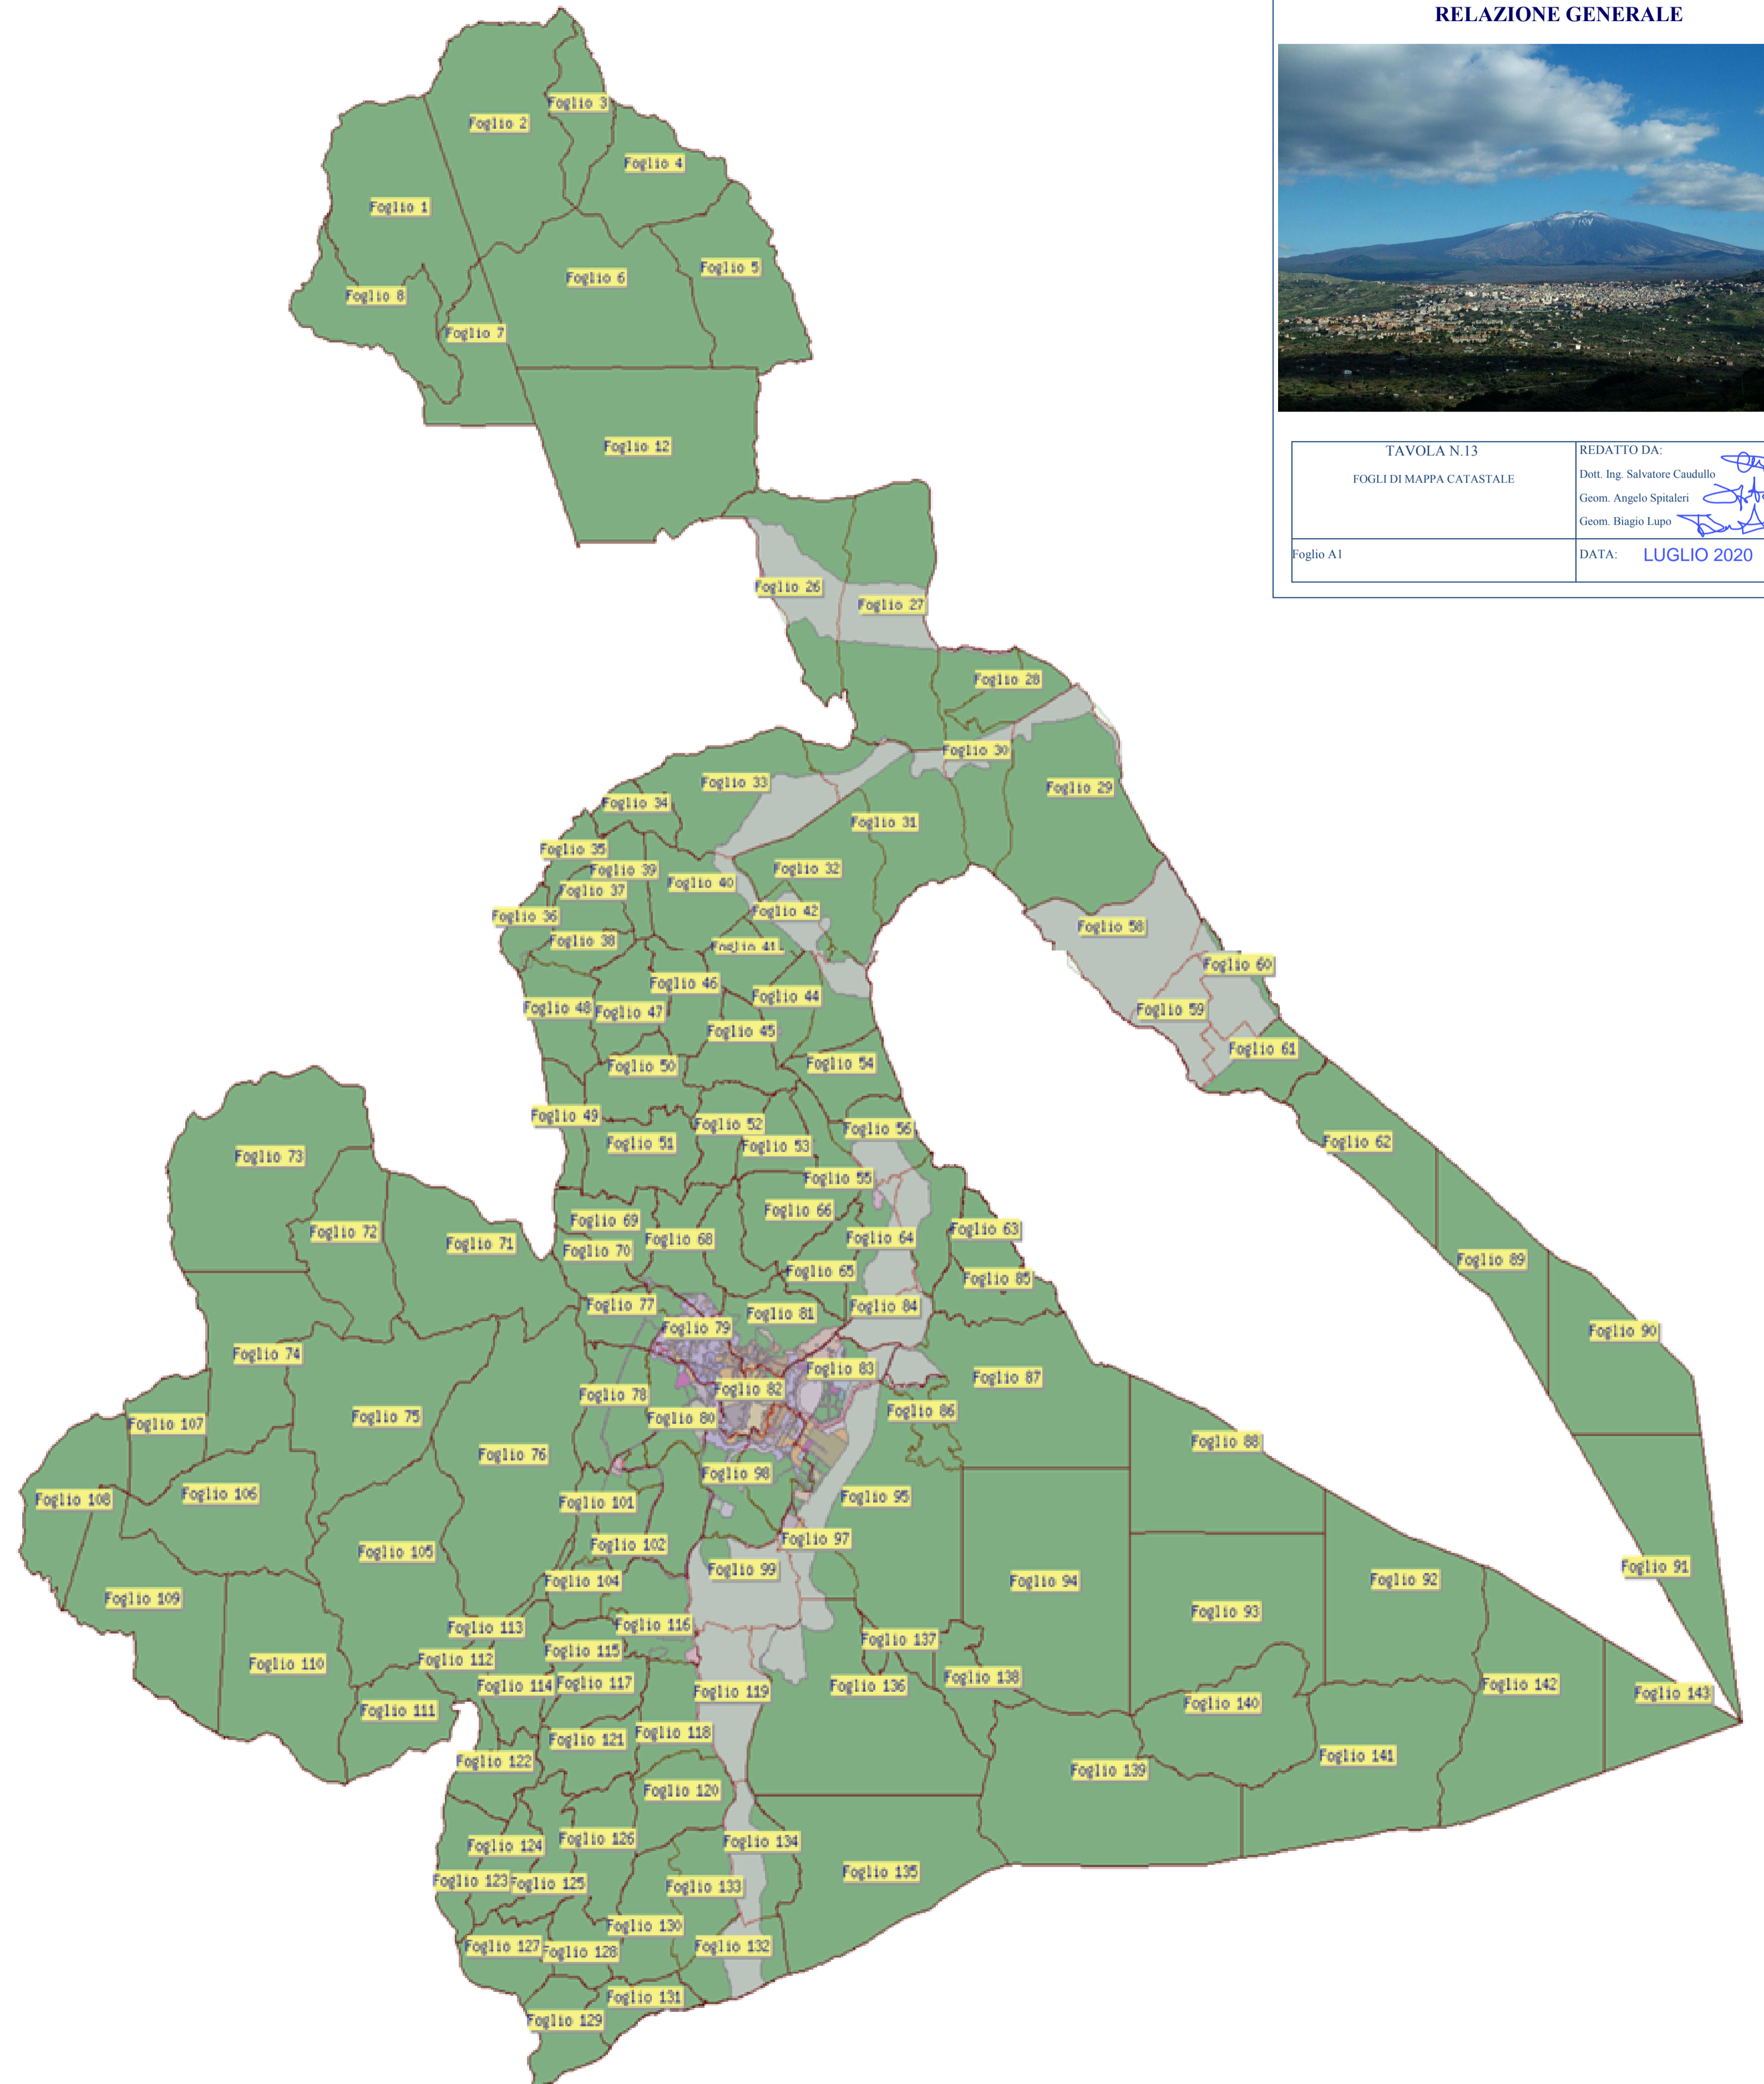 RELAZIONE GENERALE
TAVOLA N.13
FOGLI DI MAPPA CATASTALE
REDATTO DA:
Dott. Ing. Salvatore Caudullo
Geom. Angelo Spitaleri
Geom. Biagio Lupo
Foglio A1
DATA: LUGLIO 2020
Foglio 3
Foglio 2
Foglio 4
Foglio 1
Foglio 5
Foglio 6
Foglio 8
Foglio 7
Foglio 12
Foglio 26
Foglio 27
Foglio 28
Foglio 30
Foglio 33
Foglio 29
Foglio 34
Foglio 31
Foglio 35
Foglio 39
Foglio 32
Foglio 40
Foglio 37
Foglio 42
Foglio 36
Foglio 58
Foglio 38
Foglio 41
Foglio 60
Foglio 46
Foglio 44
Foglio 48
Foglio 47
Foglio 59
Foglio 45
Foglio 61
Foglio 54
Foglio 50
Foglio 49
Foglio 52
Foglio 56
Foglio 51
Foglio 53
Foglio 62
Foglio 73
Foglio 55
Foglio 66
Foglio 69
Foglio 63
Foglio 72
Foglio 64
Foglio 68
Foglio 71
Foglio 70
Foglio 89
Foglio 65
Foglio 85
Foglio 77
Foglio 84
Foglio 81
Foglio 79
Foglio 90
Foglio 74
Foglio 83
Foglio 87
Foglio 82
Foglio 78
Foglio 86
Foglio 75
Foglio 80
Foglio 107
Foglio 88
Foglio 76
Foglio 98
Foglio 106
Foglio 95
Foglio 108
Foglio 101
Foglio 97
Foglio 102
Foglio 105
Foglio 91
Foglio 99
Foglio 104
Foglio 94
Foglio 92
Foglio 109
Foglio 93
Foglio 116
Foglio 113
Foglio 137
Foglio 115
Foglio 112
Foglio 110
Foglio 138
Foglio 117
Foglio 114
Foglio 136
Foglio 142
Foglio 119
Foglio 143
Foglio 140
Foglio 111
Foglio 118
Foglio 121
Foglio 141
Foglio 122
Foglio 139
Foglio 120
Foglio 126
Foglio 134
Foglio 124
Foglio 135
Foglio 123
Foglio 125
Foglio 133
Foglio 130
Foglio 127
Foglio 132
Foglio 128
Foglio 131
Foglio 129